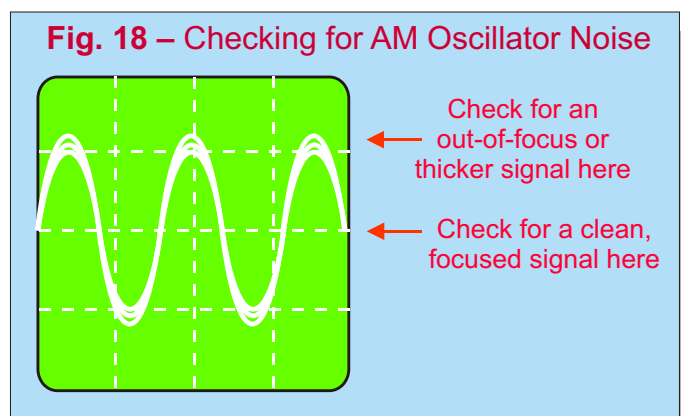 Fig. 18 – Checking for AM Oscillator Noise
Check for an
out-of-focus or
thicker signal here
Check for a clean,
focused signal here